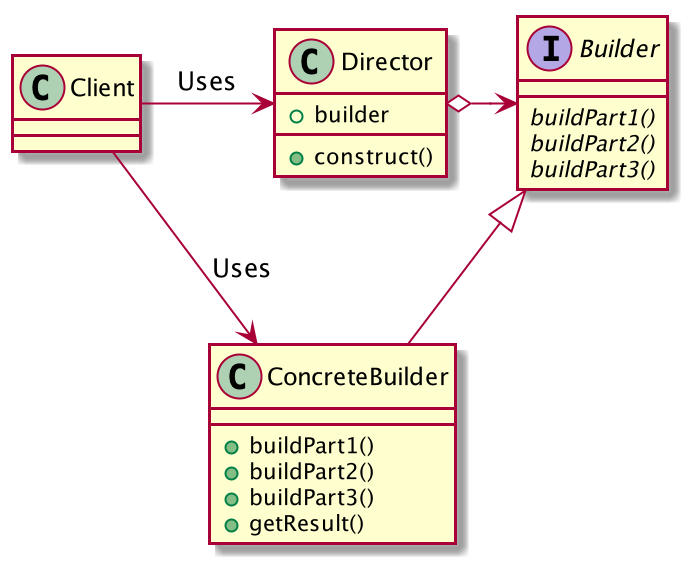 C Client
Uses
C Director
builder
construct()
I Builder
buildPart1()
buildPart2()
buildPart3()
Uses
C ConcreteBuilder
buildPart1()
buildPart2()
buildPart3()
getResult()